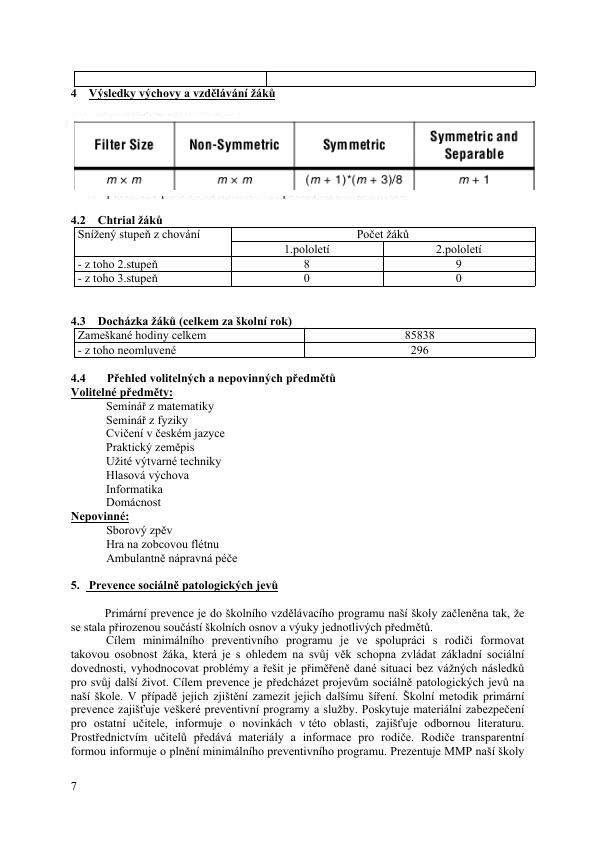 4 Výsledky výchovy a vzdělávání žáků
Filter Size Non-Symmetric Symmetric Symmetric and Separable
m × m m × m (m + 1)*(m + 3)/8 m + 1
4.2 Chtrial žáků
Snížený stupeň z chování Počet žáků
1.pololetí 2.pololetí
- z toho 2.stupeň 8 9
- z toho 3.stupeň 0 0
4.3 Docházka žáků (celkem za školní rok)
Zameškané hodiny celkem 85838
- z toho neomluvené 296
4.4 Přehled volitelných a nepovinných předmětů
Volitelné předměty:
Seminář z matematiky
Seminář z fyziky
Cvičení v českém jazyce
Praktický zeměpis
Užité výtvarné techniky
Hlasová výchova
Informatika
Domácnost
Nepovinné:
Sborový zpěv
Hra na zobcovou flétnu
Ambulantně nápravná péče
5. Prevence sociálně patologických jevů
Primární prevence je do školního vzdělávacího programu naší školy začleněna tak, že
se stala přirozenou součástí školních osnov a výuky jednotlivých předmětů.
Cílem minimálního preventivního programu je ve spolupráci s rodiči formovat
takovou osobnost žáka, která je s ohledem na svůj věk schopna zvládat základní sociální
dovednosti, vyhodnocovat problémy a řešit je přiměřeně dané situaci bez vážných následků
pro svůj další život. Cílem prevence je předcházet projevům sociálně patologických jevů na
naší škole. V případě jejich zjištění zamezit jejich dalšímu šíření. Školní metodik primární
prevence zajišťuje veškeré preventivní programy a služby. Poskytuje materiální zabezpečení
pro ostatní učitele, informuje o novinkách v této oblasti, zajišťuje odbornou literaturu.
Prostřednictvím učitelů předává materiály a informace pro rodiče. Rodiče transparentní
formou informuje o plnění minimálního preventivního programu. Prezentuje MMP naší školy
7